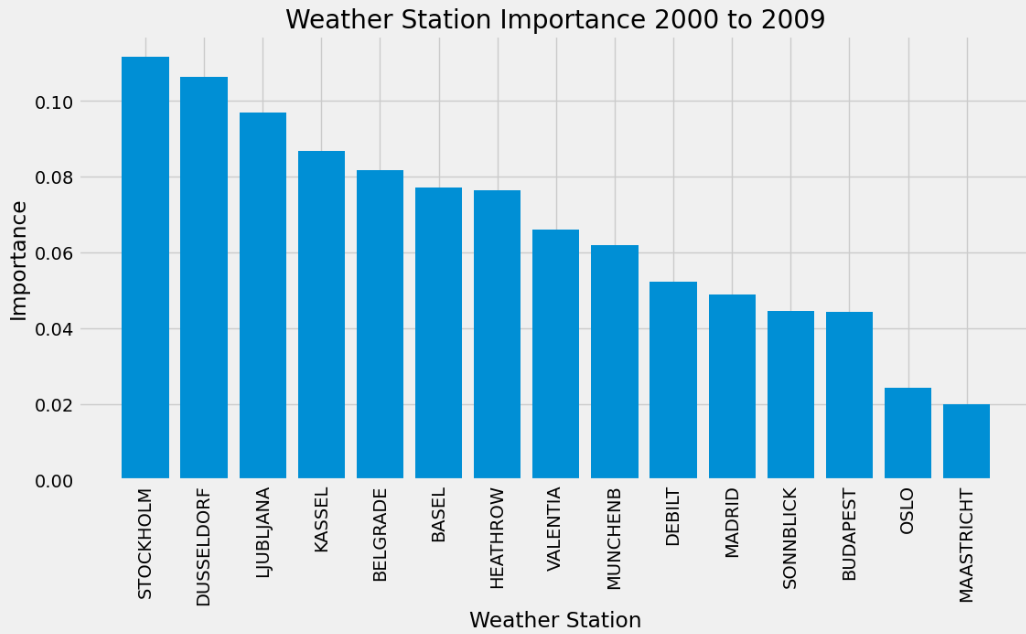 Weather Station Importance 2000 to 2009
Importance
0.10
0.08
0.06
0.04
0.02
0.00
STOCKHOLM
DUSSELDORF
LJUBLJANA
KASSEL
BELGRADE
BASEL
HEATHROW
VALENTIA
MUNCHENB
DEBILT
MADRID
SONNBLICK
BUDAPEST
OSLO
MAASTRICHT
Weather Station